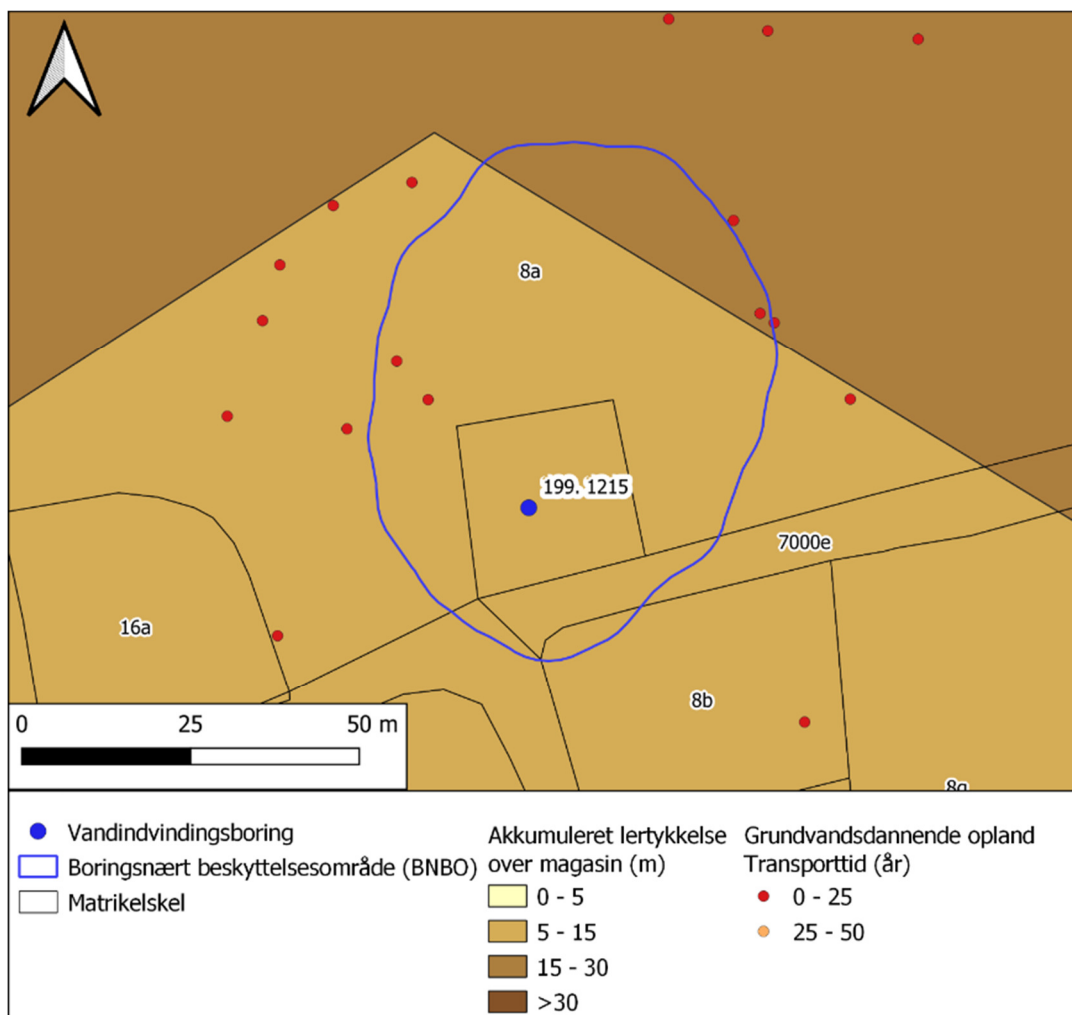 8a
199. 1215
7000e
16a
8b
8q
0 25 50 m
Vandindvindingsboring
Boringsnært beskyttelsesområde (BNBO)
Matrikelskel
Akkumuleret lertykkelse
over magasin (m)
0 - 5
5 - 15
15 - 30
>30
Grundvandsdannende opland
Transporttid (år)
0 - 25
25 - 50